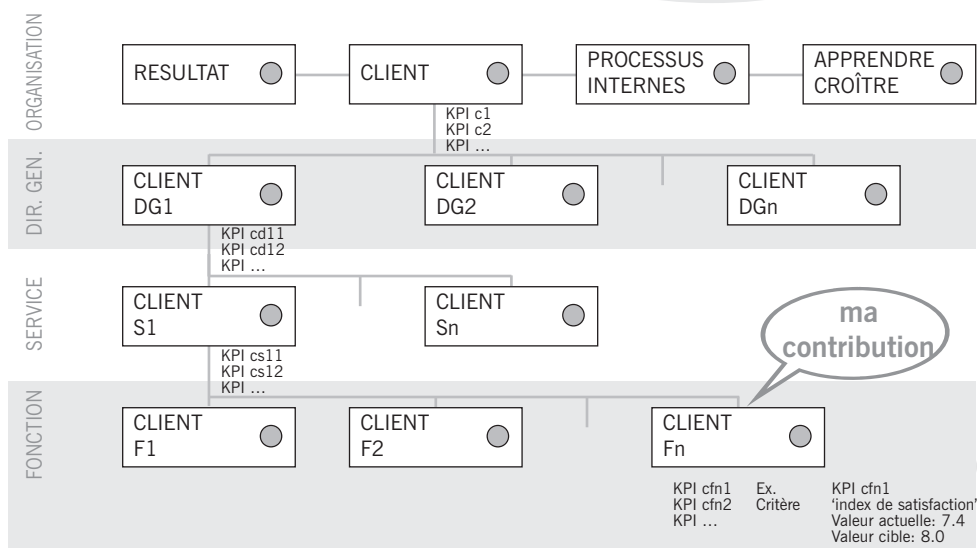 ORGANISATION
RESULTAT
CLIENT
PROCESSUS
INTERNES
APPRENDRE
CROÎTRE
KPI c1
KPI c2
KPI ...
DIR. GEN.
CLIENT
DG1
CLIENT
DG2
CLIENT
DGn
KPI cd11
KPI cd12
KPI ...
SERVICE
CLIENT
S1
CLIENT
Sn
ma
contribution
KPI cs11
KPI cs12
KPI ...
FONCTION
CLIENT
F1
CLIENT
F2
CLIENT
Fn
KPI cfn1
KPI cfn2
KPI ...
Ex.
Critère
KPI cfn1
'index de satisfaction'
Valeur actuelle: 7.4
Valeur cible: 8.0